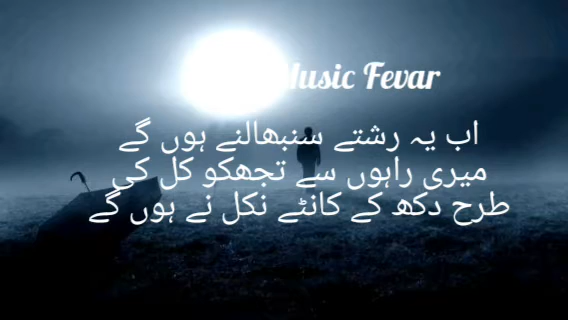 Music Fevar
اب یہ رشتے سنبھالنے ہوں گے
میری راہوں سے تجھکو کل کی
طرح دکھ کے کانٹے نکل نے ہوں گے